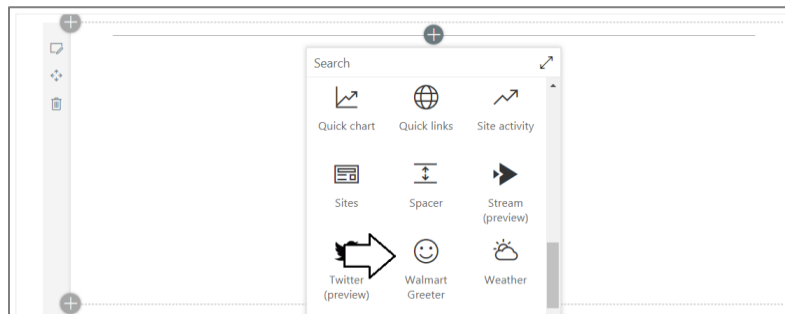 Search
Quick chart
Quick links
Site activity
Sites
Spacer
Stream
(preview)
Twitter
(preview)
Walmart
Greeter
Weather